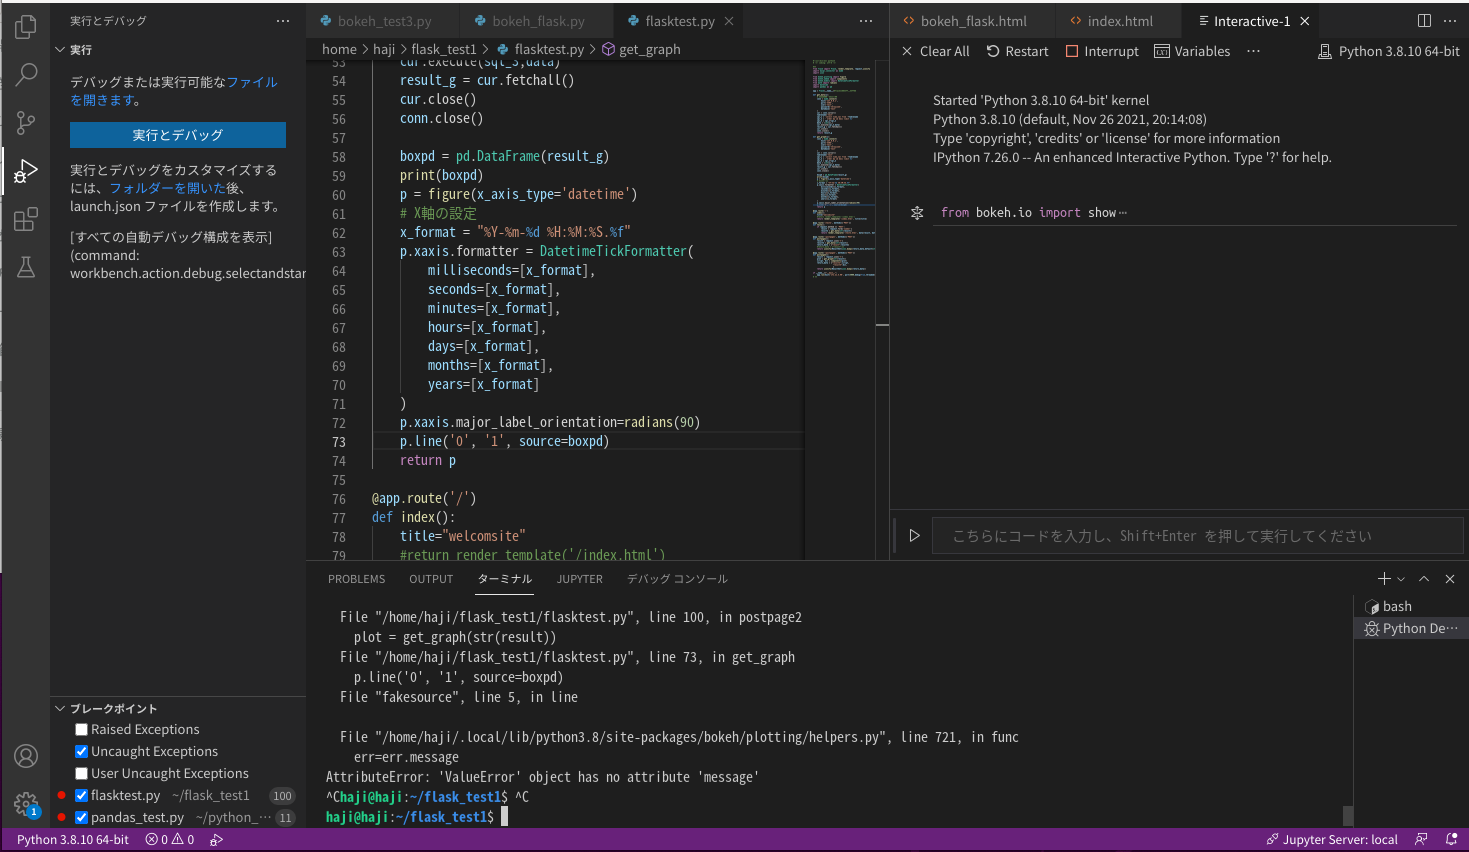 実行とデバッグ
実行
デバッグまたは実行可能なファイル
を開きます。
実行とデバッグ
実行とデバッグをカスタマイズする
には、フォルダーを開いた後、
launch.json ファイルを作成します。
[すべての自動デバッグ構成を表示]
(command:
workbench.action.debug.selectandstar
ブレークポイント
Raised Exceptions
Uncaught Exceptions
User Uncaught Exceptions
flasktest.py ~/flask_test1 100
pandas_test.py ~/python_⋯ 11
bokeh_test3.py bokeh_flask.py flasktest.py
home > haji > flask_test1 > flasktest.py > get_graph
53 cur.execute(sql_3,data)
54 result_g = cur.fetchall()
55 cur.close()
56 conn.close()
57
58 boxpd = pd.DataFrame(result_g)
59 print(boxpd)
60 p = figure(x_axis_type='datetime')
61 # X軸の設定
62 x_format = "%Y-%m-%d %H:%M:%S.%f"
63 p.xaxis.formatter = DatetimeTickFormatter(
64 milliseconds=[x_format],
65 seconds=[x_format],
66 minutes=[x_format],
67 hours=[x_format],
68 days=[x_format],
69 months=[x_format],
70 years=[x_format]
71 )
72 p.xaxis.major_label_orientation=radians(90)
73 p.line('0', '1', source=boxpd)
74 return p
75
76 @app.route('/')
77 def index():
78 title="welcomsite"
79 #return render_template('/index.html')
bokeh_flask.html index.html Interactive-1
Clear All Restart Interrupt Variables ⋯ Python 3.8.10 64-bit
Started 'Python 3.8.10 64-bit' kernel
Python 3.8.10 (default, Nov 26 2021, 20:14:08)
Type 'copyright', 'credits' or 'license' for more information
IPython 7.26.0 -- An enhanced Interactive Python. Type '?' for help.
from bokeh.io import show⋯
こちらにコードを入力し、Shift+Enter を押して実行してください
PROBLEMS OUTPUT ターミナル JUPYTER デバッグ コンソール
File "/home/haji/flask_test1/flasktest.py", line 100, in postpage2
plot = get_graph(str(result))
File "/home/haji/flask_test1/flasktest.py", line 73, in get_graph
p.line('0', '1', source=boxpd)
File "fakesource", line 5, in line
File "/home/haji/.local/lib/python3.8/site-packages/bokeh/plotting/helpers.py", line 721, in func
err=err.message
AttributeError: 'ValueError' object has no attribute 'message'
^Chaji@haji:~/flask_test1$ ^C
haji@haji:~/flask_test1$
bash
Python De⋯
1
Python 3.8.10 64-bit 0 0
Jupyter Server: local